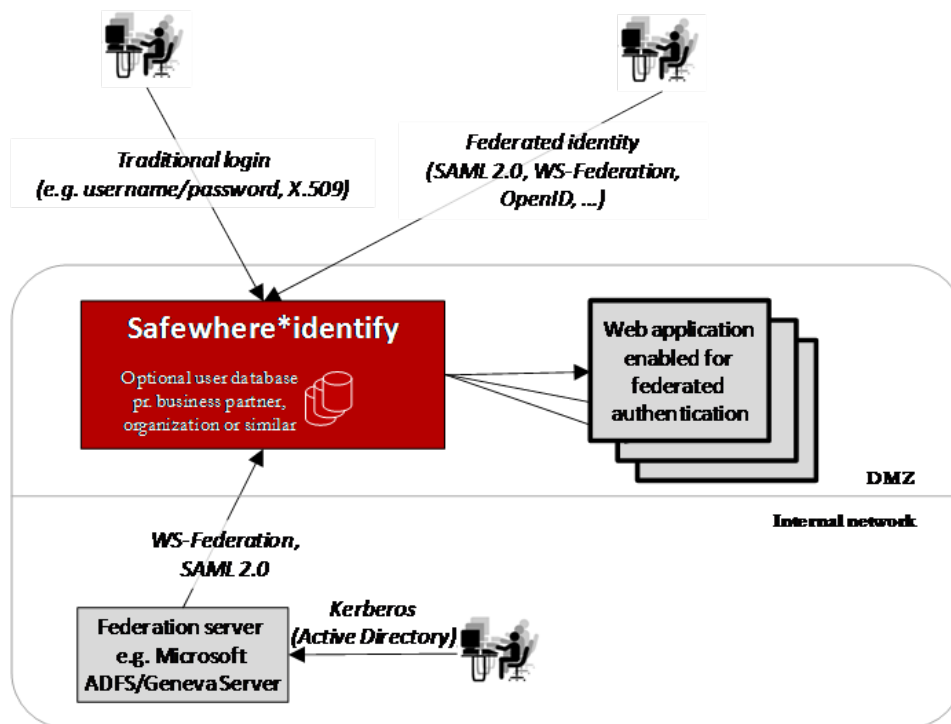 Traditional login
(e.g. username/password, X.509)
Federated identity
(SAML 2.0, WS-Federation,
OpenID, ...)
Safewhere*identify
Optional user database
pr. business partner,
organization or similar
Web application
enabled for
federated
authentication
DMZ
Internal network
WS-Federation,
SAML 2.0
Kerberos
(Active Directory)
Federation server
e.g. Microsoft
ADFS/Geneva Server